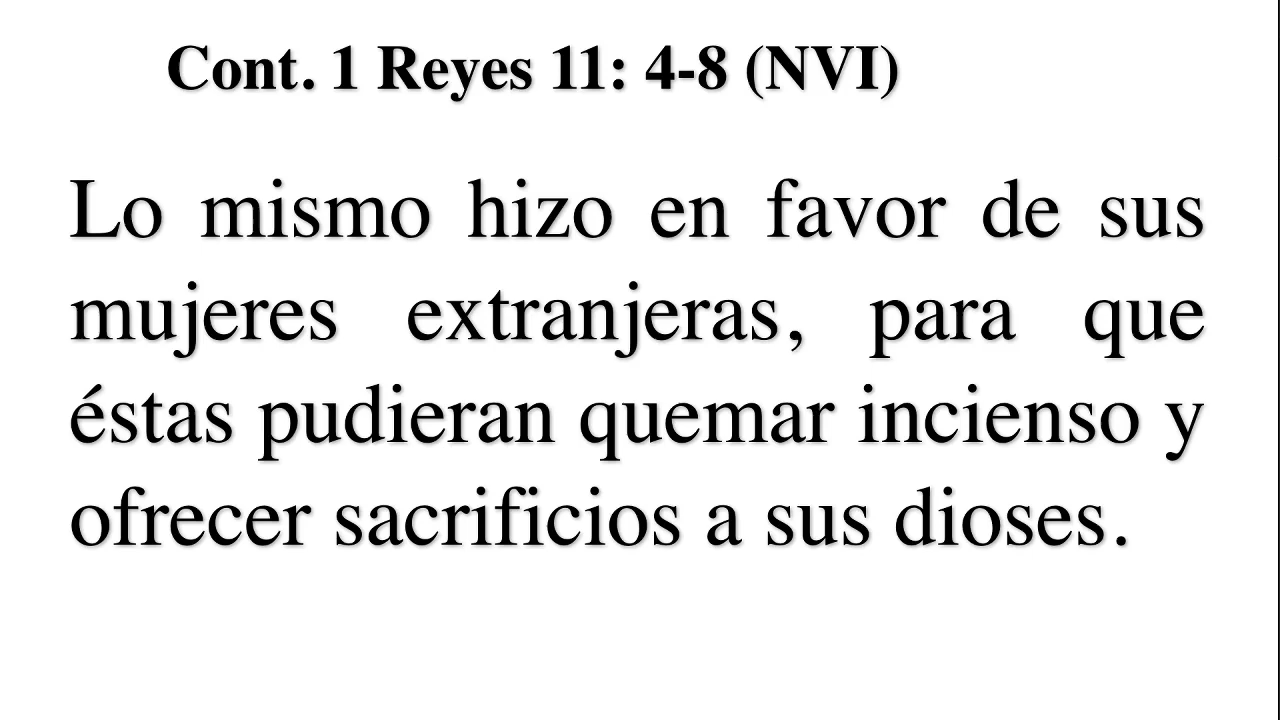 Cont. 1 Reyes 11: 4-8 (NVI)
Lo mismo hizo en favor de sus
mujeres extranjeras, para que
éstas pudieran quemar incienso y
ofrecer sacrificios a sus dioses.